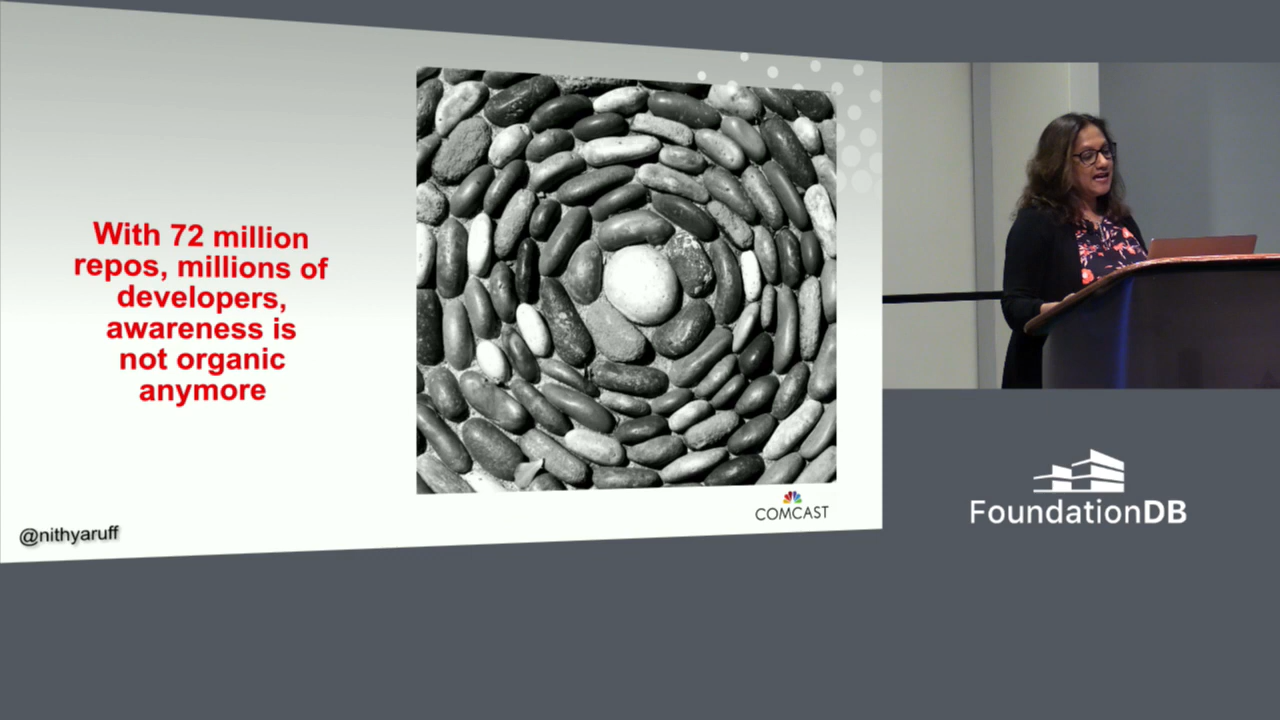 With 72 million
repos, millions of
developers,
awareness is
not organic
anymore
COMCAST
@nithyaruff
FoundationDB